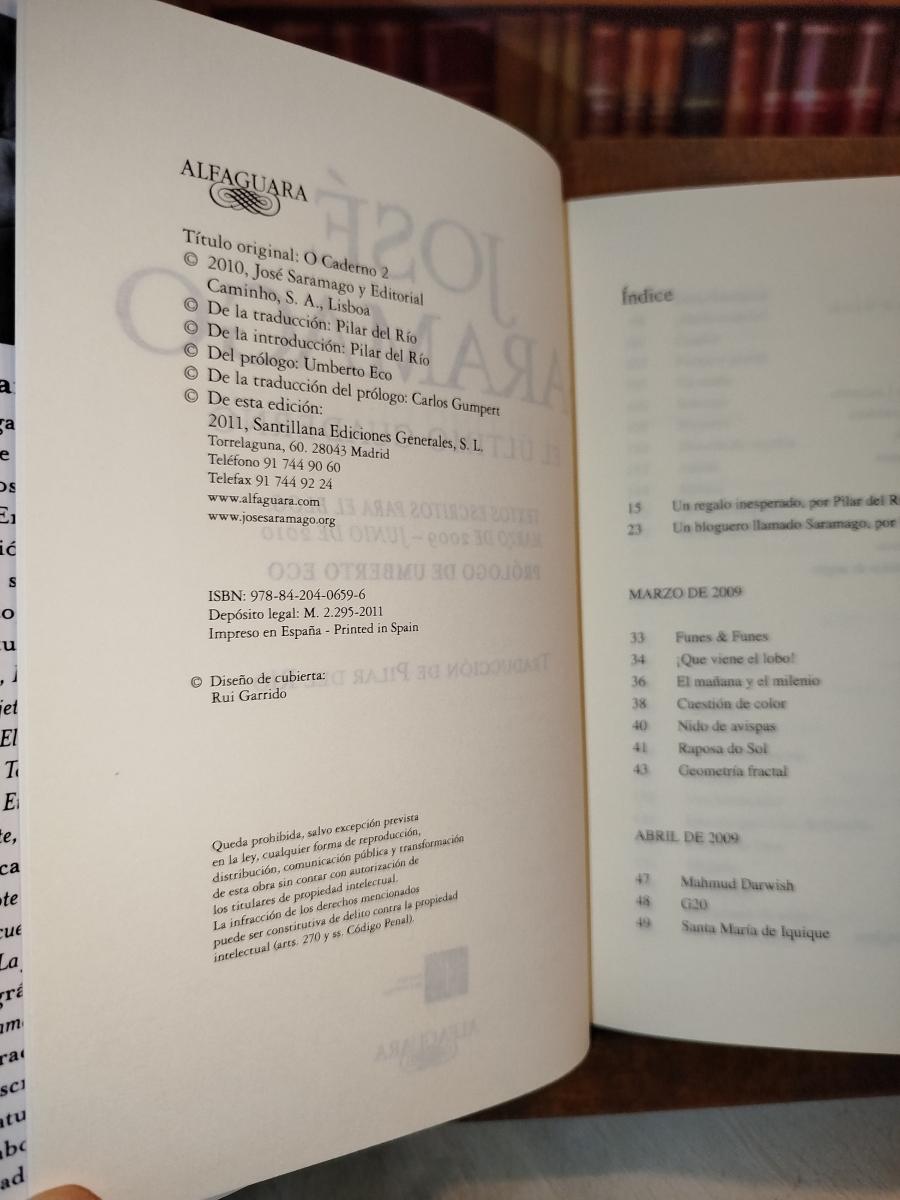 ALFAGUARA
Título original: O Caderno 2
© 2010, José Saramago y Editorial
Caminho, S. A., Lisboa
© De la traducción: Pilar del Río
© De la introducción: Pilar del Río
© Del prólogo: Umberto Eco
© De la traducción del prólogo: Carlos Gumpert
© De esta edición:
2011, Santillana Ediciones Generales, S. L.
Torrelaguna, 60. 28043 Madrid
Teléfono 91 744 90 60
Telefax 91 744 92 24
www.alfaguara.com
www.josesaramago.org
ISBN: 978-84-204-0659-6
Depósito legal: M. 2.295-2011
Impreso en España - Printed in Spain
© Diseño de cubierta:
Rui Garrido
Queda prohibida, salvo excepción prevista
en la ley, cualquier forma de reproducción,
distribución, comunicación pública y transformación
de esta obra sin contar con autorización de
los titulares de propiedad intelectual.
La infracción de los derechos mencionados
puede ser constitutiva de delito contra la propiedad
intelectual (arts. 270 y ss. Código Penal).
Índice
15 Un regalo inesperado, por Pilar del R
23 Un bloguero llamado Saramago, por
MARZO DE 2009
33 Funes & Funes
34 ¡Que viene el lobo!
36 El mañana y el milenio
38 Cuestión de color
40 Nido de avispas
41 Raposa do Sol
43 Geometría fractal
ABRIL DE 2009
47 Mahmud Darwish
48 G20
49 Santa María de Iquique